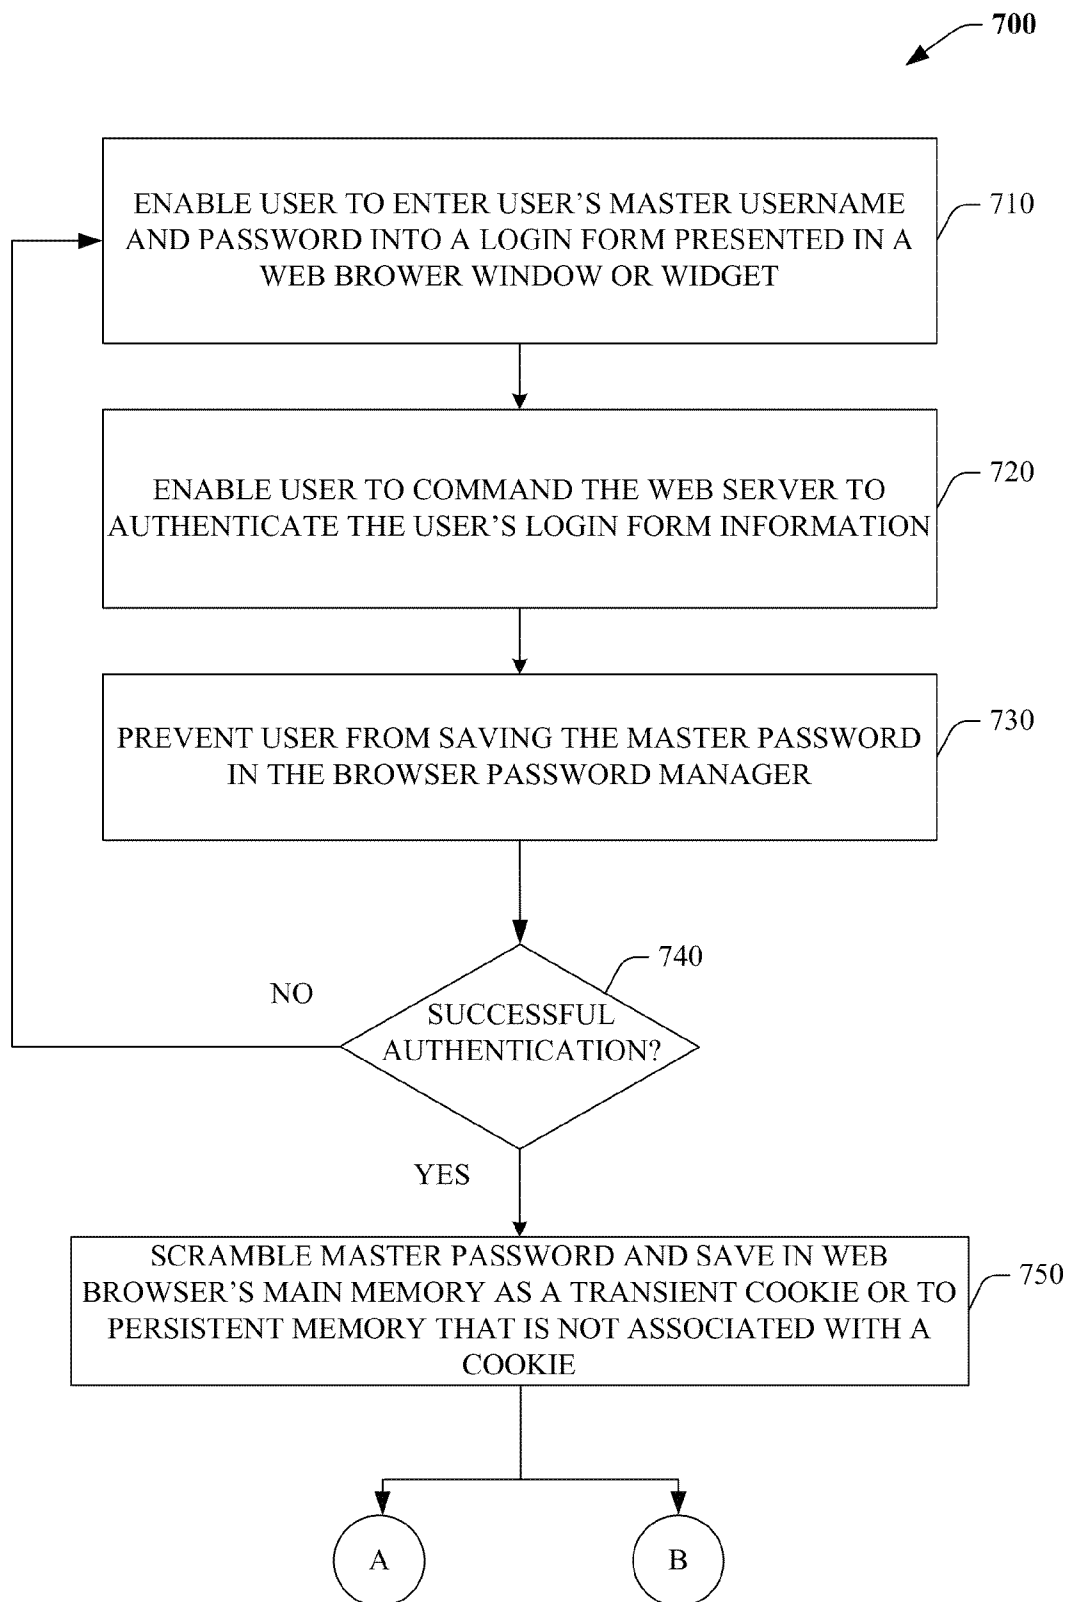 700
ENABLE USER TO ENTER USER'S MASTER USERNAME
AND PASSWORD INTO A LOGIN FORM PRESENTED IN A
WEB BROWER WINDOW OR WIDGET
710
ENABLE USER TO COMMAND THE WEB SERVER TO
AUTHENTICATE THE USER'S LOGIN FORM INFORMATION
720
PREVENT USER FROM SAVING THE MASTER PASSWORD
IN THE BROWSER PASSWORD MANAGER
730
740
NO
SUCCESSFUL
AUTHENTICATION?
YES
SCRAMBLE MASTER PASSWORD AND SAVE IN WEB
BROWSER'S MAIN MEMORY AS A TRANSIENT COOKIE OR TO
PERSISTENT MEMORY THAT IS NOT ASSOCIATED WITH A
COOKIE
750
A
B